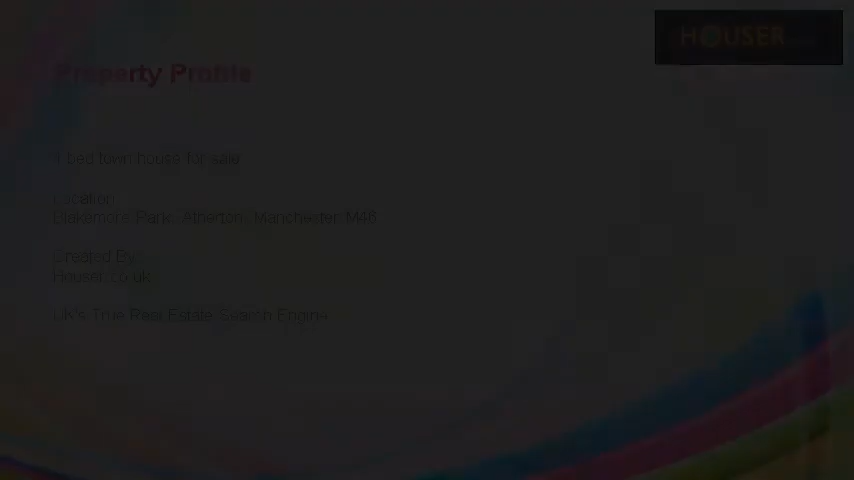 HOUSER
Property Profile
bed town house for sale
Location
Blakemore Park, Atherton, Manchester M46
Created By:
Houser.co.uk
Uk's True Real Estate Search Engine